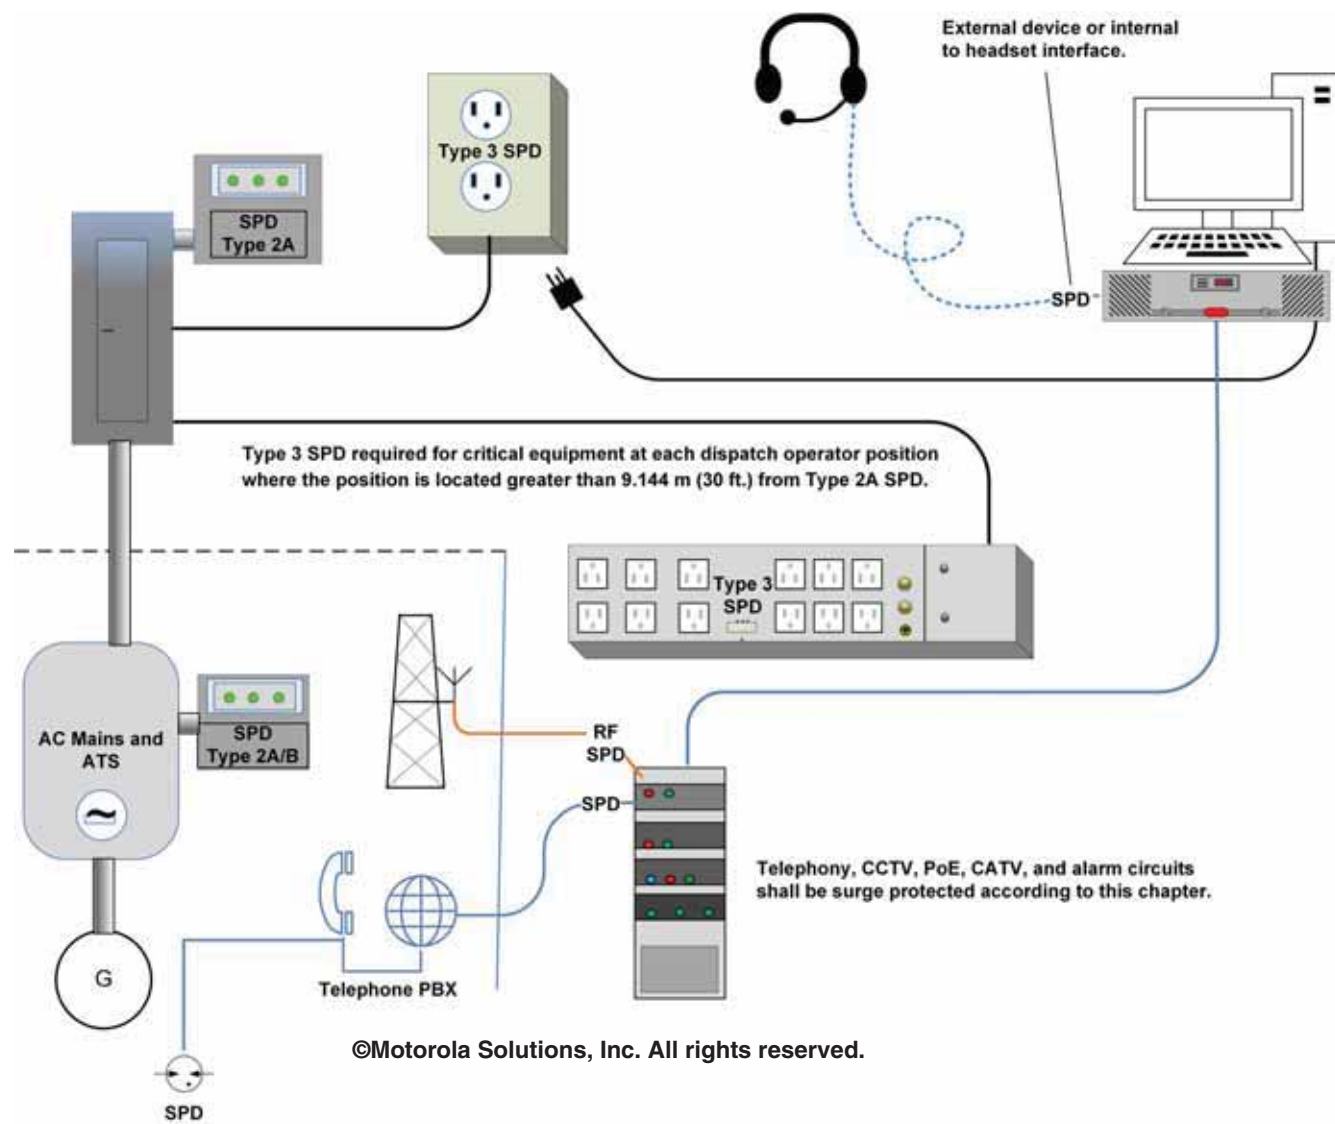 External device or internal
to headset interface.
Type 3 SPD
SPD
Type 2A
SPD
Type 3 SPD required for critical equipment at each dispatch operator position
where the position is located greater than 9.144 m (30 ft.) from Type 2A SPD.
Type 3
SPD
AC Mains and
ATS
SPD
Type 2A/B
RF
SPD
SPD
Telephony, CCTV, PoE, CATV, and alarm circuits
shall be surge protected according to this chapter.
G
Telephone PBX
©Motorola Solutions, Inc. All rights reserved.
SPD